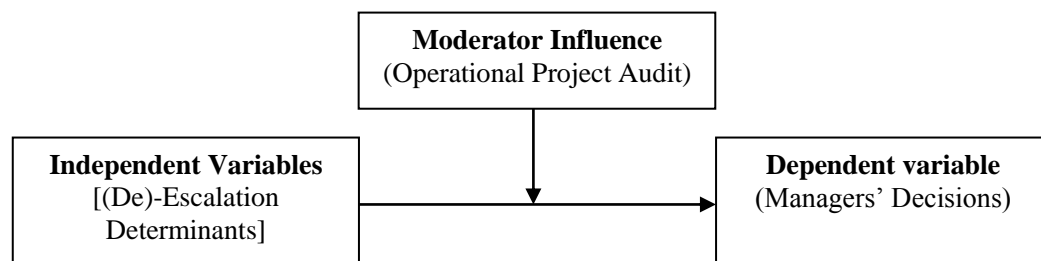 Moderator Influence
(Operational Project Audit)
Independent Variables
[(De)-Escalation
Determinants]
Dependent variable
(Managers’ Decisions)